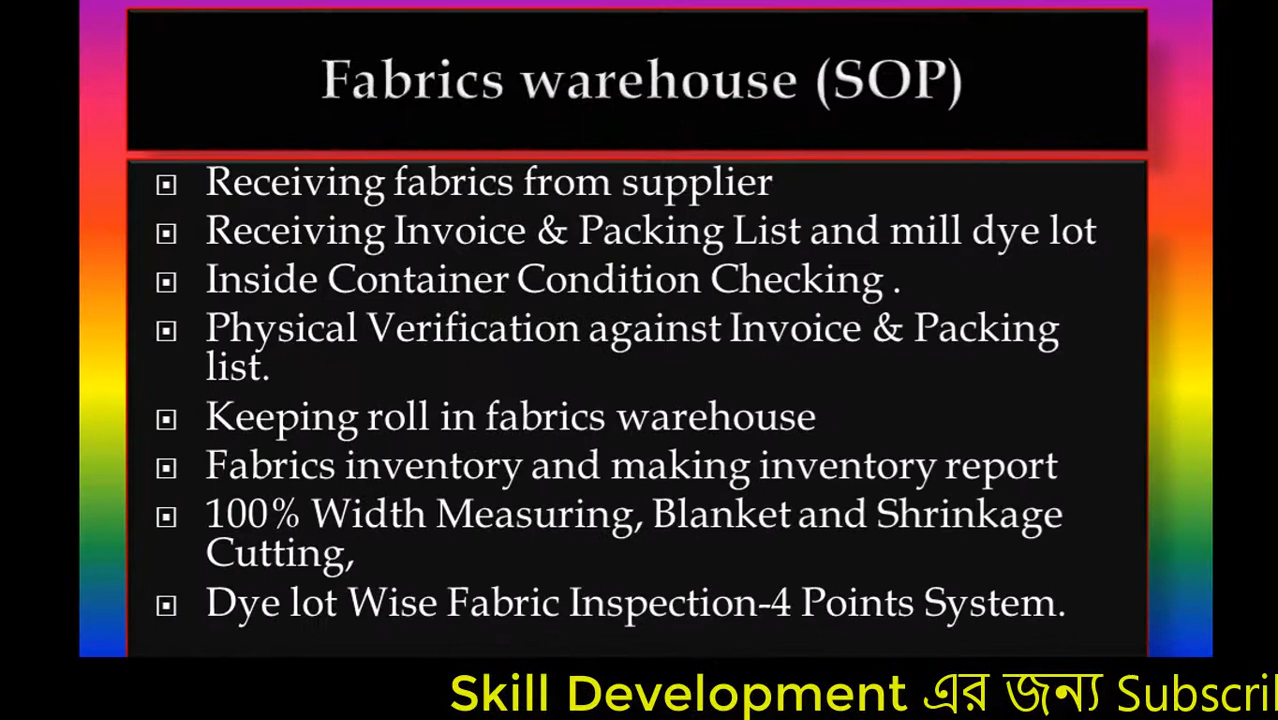 Fabrics warehouse (SOP)
Receiving fabrics from supplier
Receiving Invoice & Packing List and mill dye lot
Inside Container Condition Checking .
Physical Verification against Invoice & Packing
list.
Keeping roll in fabrics warehouse
Fabrics inventory and making inventory report
100% Width Measuring, Blanket and Shrinkage
Cutting,
Dye lot Wise Fabric Inspection-4 Points System.
Skill Development এর জন্য